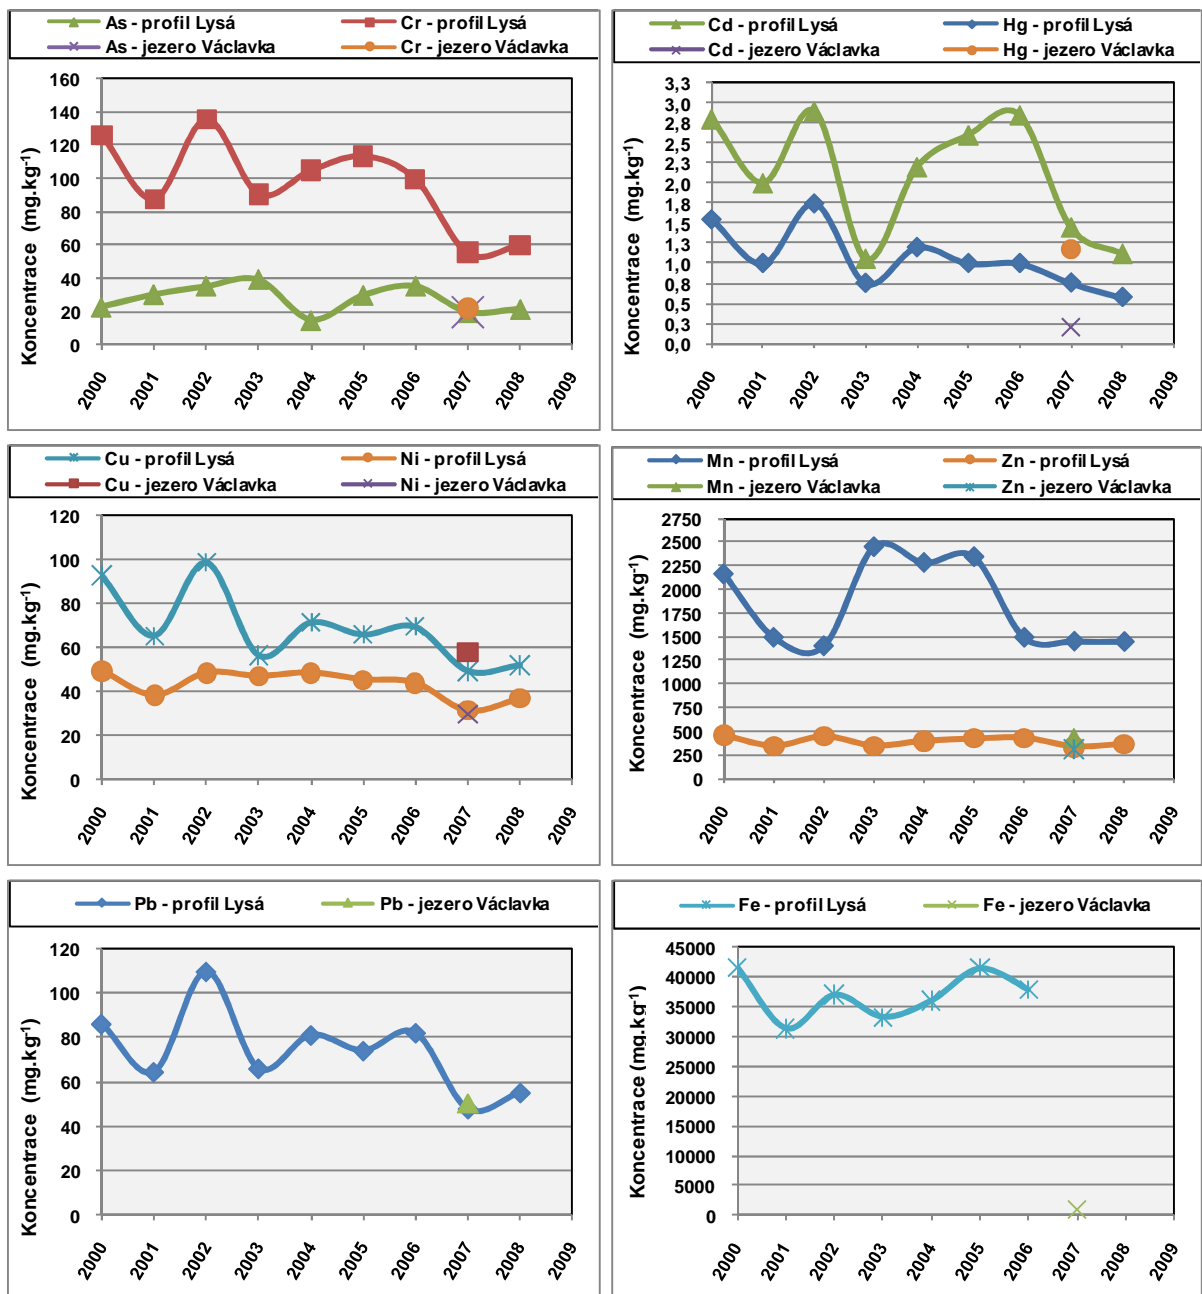 As - profil Lysá Cr - profil Lysá
As - jezero Václavka Cr - jezero Václavka
Koncentrace (mg.kg-1)
160
140
120
100
80
60
40
20
0
2000 2001 2002 2003 2004 2005 2006 2007 2008 2009
Cd - profil Lysá Hg - profil Lysá
Cd - jezero Václavka Hg - jezero Václavka
Koncentrace (mg.kg-1)
3,3
3,0
2,8
2,5
2,3
2,0
1,8
1,5
1,3
1,0
0,8
0,5
0,3
0,0
2000 2001 2002 2003 2004 2005 2006 2007 2008 2009
Cu - profil Lysá Ni - profil Lysá
Cu - jezero Václavka Ni - jezero Václavka
Koncentrace (mg.kg-1)
120
100
80
60
40
20
0
2000 2001 2002 2003 2004 2005 2006 2007 2008 2009
Mn - profil Lysá Zn - profil Lysá
Mn - jezero Václavka Zn - jezero Václavka
Koncentrace (mg.kg-1)
2750
2500
2250
2000
1750
1500
1250
1000
750
500
250
0
2000 2001 2002 2003 2004 2005 2006 2007 2008 2009
Pb - profil Lysá Pb - jezero Václavka
Koncentrace (mg.kg-1)
120
100
80
60
40
20
0
2000 2001 2002 2003 2004 2005 2006 2007 2008 2009
Fe - profil Lysá Fe - jezero Václavka
Koncentrace (mg.kg-1)
45000
40000
35000
30000
25000
20000
15000
10000
5000
0
2000 2001 2002 2003 2004 2005 2006 2007 2008 2009